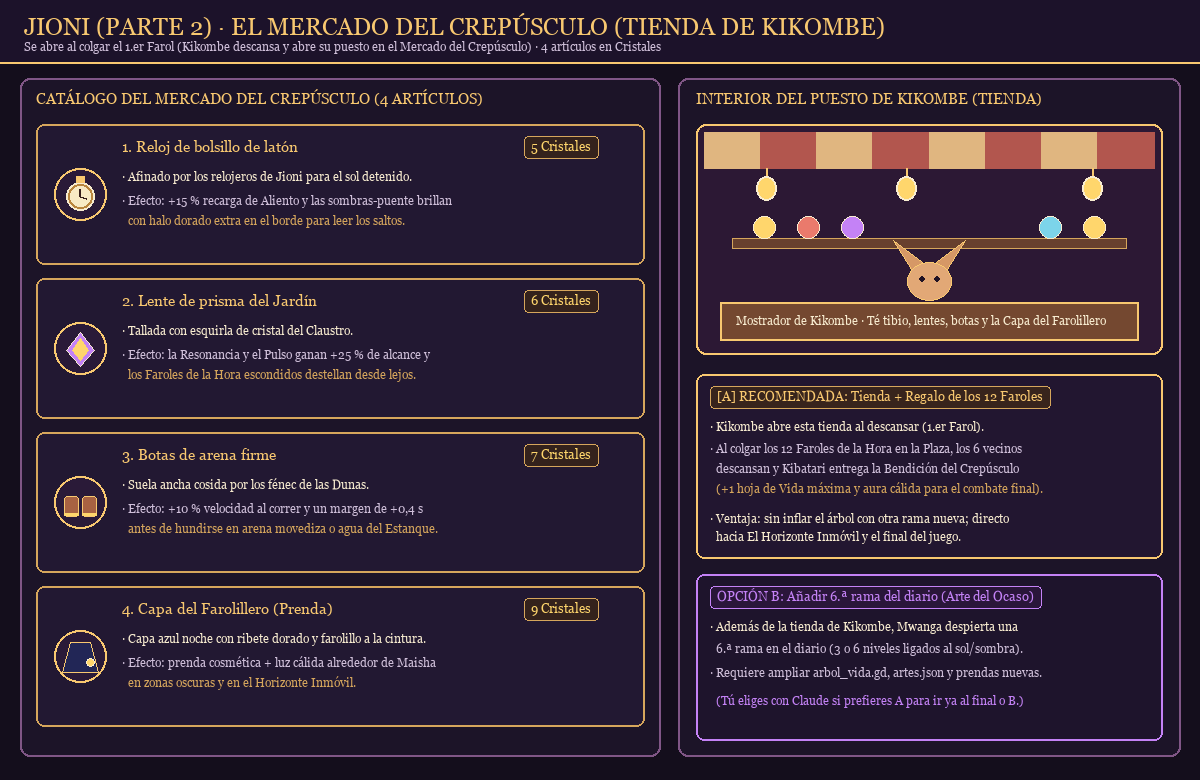 JIONI (PARTE 2) · EL MERCADO DEL CREPÚSCULO (TIENDA DE KIKOMBE)
Se abre al colgar el 1.er Farol (Kikombe descansa y abre su puesto en el Mercado del Crepúsculo) · 4 artículos en Cristales
CATÁLOGO DEL MERCADO DEL CREPÚSCULO (4 ARTÍCULOS)
1. Reloj de bolsillo de latón
5 Cristales
· Afinado por los relojeros de Jioni para el sol detenido.
· Efecto: +15 % recarga de Aliento y las sombras-puente brillan
con halo dorado extra en el borde para leer los saltos.
2. Lente de prisma del Jardín
6 Cristales
· Tallada con esquirla de cristal del Claustro.
· Efecto: la Resonancia y el Pulso ganan +25 % de alcance y
los Faroles de la Hora escondidos destellan desde lejos.
3. Botas de arena firme
7 Cristales
· Suela ancha cosida por los fénec de las Dunas.
· Efecto: +10 % velocidad al correr y un margen de +0,4 s
antes de hundirse en arena movediza o agua del Estanque.
4. Capa del Farolillero (Prenda)
9 Cristales
· Capa azul noche con ribete dorado y farolillo a la cintura.
· Efecto: prenda cosmética + luz cálida alrededor de Maisha
en zonas oscuras y en el Horizonte Inmóvil.
INTERIOR DEL PUESTO DE KIKOMBE (TIENDA)
Mostrador de Kikombe · Té tibio, lentes, botas y la Capa del Farolillero
[A] RECOMENDADA: Tienda + Regalo de los 12 Faroles
· Kikombe abre esta tienda al descansar (1.er Farol).
· Al colgar los 12 Faroles de la Hora en la Plaza, los 6 vecinos
descansan y Kibatari entrega la Bendición del Crepúsculo
(+1 hoja de Vida máxima y aura cálida para el combate final).
· Ventaja: sin inflar el árbol con otra rama nueva; directo
hacia El Horizonte Inmóvil y el final del juego.
OPCIÓN B: Añadir 6.ª rama del diario (Arte del Ocaso)
· Además de la tienda de Kikombe, Mwanga despierta una
6.ª rama en el diario (3 o 6 niveles ligados al sol/sombra).
· Requiere ampliar arbol_vida.gd, artes.json y prendas nuevas.
(Tú eliges con Claude si prefieres A para ir ya al final o B.)